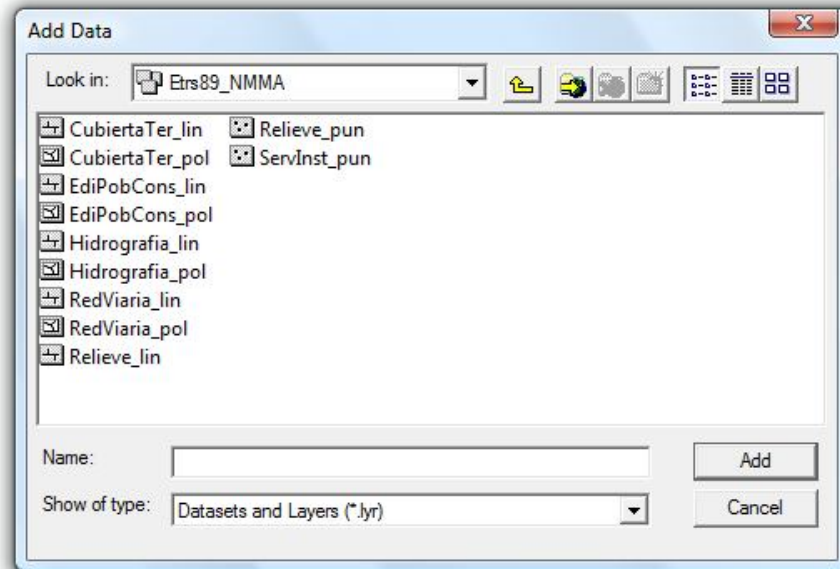 Add Data
Look in: Etrs89_NMMA
CubiertaTer_lin Relieve_pun
CubiertaTer_pol ServInst_pun
EdiPobCons_lin
EdiPobCons_pol
Hidrografia_lin
Hidrografia_pol
RedViaria_lin
RedViaria_pol
Relieve_lin
Name: Add
Show of type: Datasets and Layers (*.lyr) Cancel